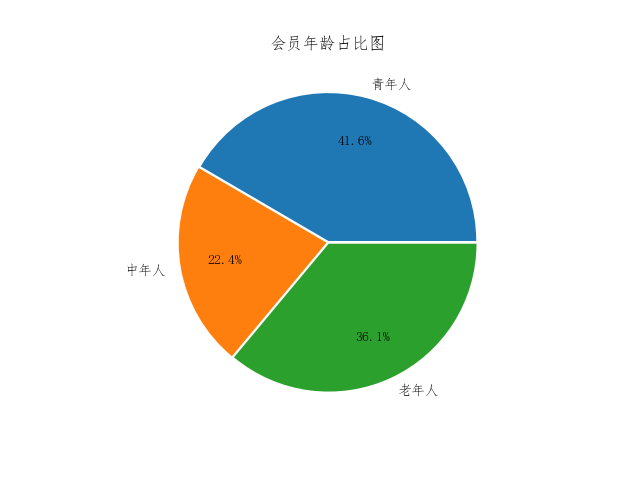 会员年龄占比图
青年人
41.6%
中年人
22.4%
36.1%
老年人